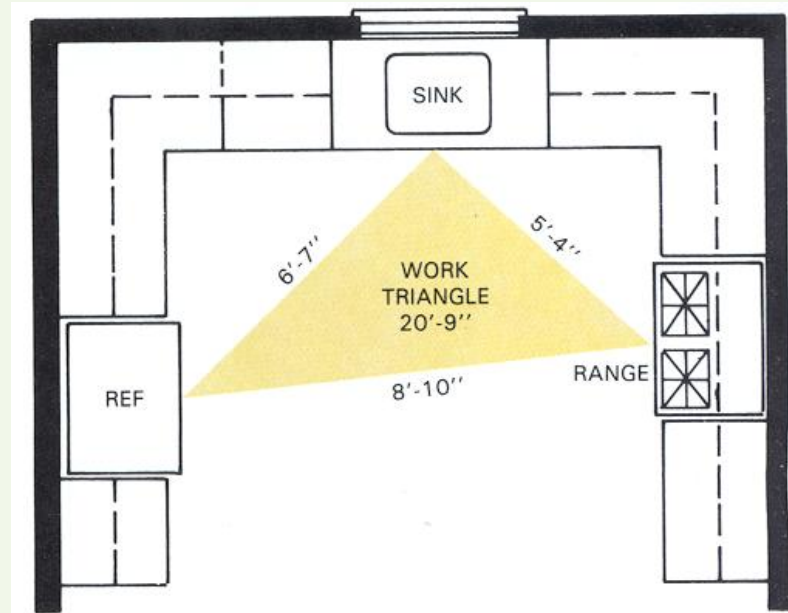 SINK
6'-7''
5'-4''
WORK
TRIANGLE
20'-9''
RANGE
8'-10''
REF